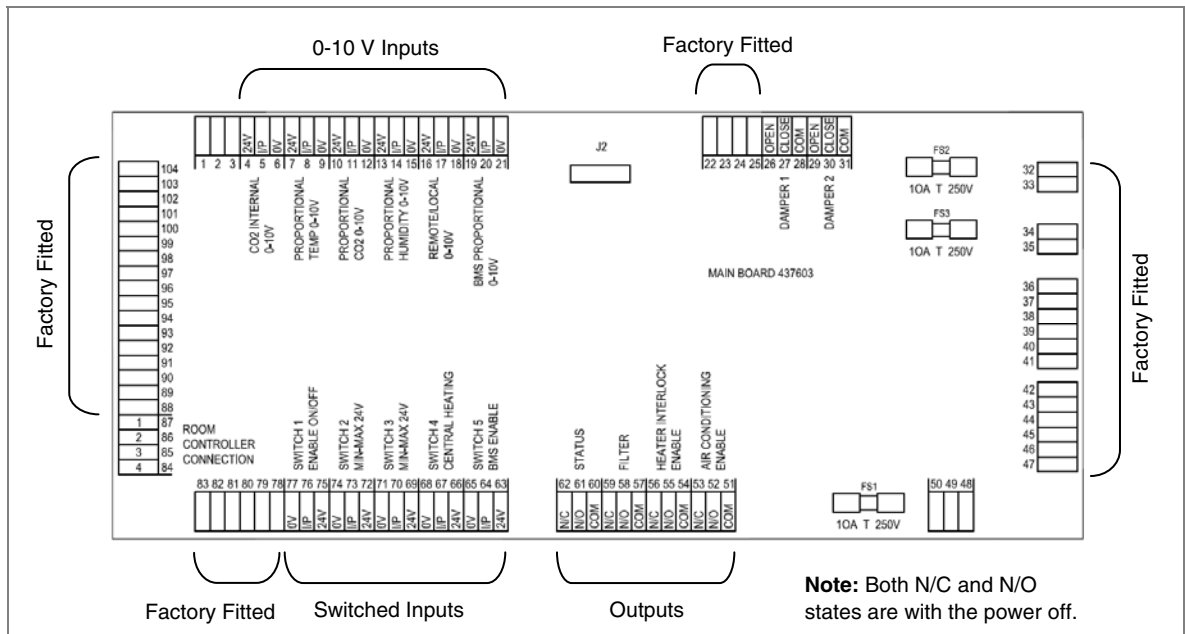 0-10 V Inputs
Factory Fitted
24V I/P 0V 24V I/P 0V 24V I/P 0V 24V I/P 0V 24V I/P 0V 24V I/P 0V
1 2 3 4 5 6 7 8 9 10 11 12 13 14 15 16 17 18 19 20 21
CO2 INTERNAL
0-10V
PROPORTIONAL
TEMP 0-10V
PROPORTIONAL
CO2 0-10V
PROPORTIONAL
HUMIDITY 0-10V
REMOTE/LOCAL
0-10V
BMS PROPORTIONAL
0-10V
J2
OPEN CLOSE COM OPEN CLOSE COM
22 23 24 25 26 27 28 29 30 31
DAMPER 1
DAMPER 2
FS2
10A T 250V
FS3
10A T 250V
MAIN BOARD 437603
Factory Fitted
104
103
102
101
100
99
98
97
96
95
94
93
92
91
90
89
88
1 87
2 86
3 85
4 84
ROOM
CONTROLLER
CONNECTION
32
33
34
35
36
37
38
39
40
41
42
43
44
45
46
47
Factory Fitted
SWITCH 1
ENABLE ON/OFF
SWITCH 2
MIN-MAX 24V
SWITCH 3
MIN-MAX 24V
SWITCH 4
CENTRAL HEATING
SWITCH 5
BMS ENABLE
STATUS
FILTER
HEATER INTERLOCK
ENABLE
AIR CONDITIONING
ENABLE
83 82 81 80 79 78 77 76 75 74 73 72 71 70 69 68 67 66 65 64 63
0V I/P 24V 0V I/P 24V 0V I/P 24V 0V I/P 24V 0V I/P 24V
62 61 60 59 58 57 56 55 54 53 52 51
N/C N/O COM N/C N/O COM N/C N/O COM N/C N/O COM
FS1
10A T 250V
50 49 48
Factory Fitted
Switched Inputs
Outputs
Note: Both N/C and N/O
states are with the power off.